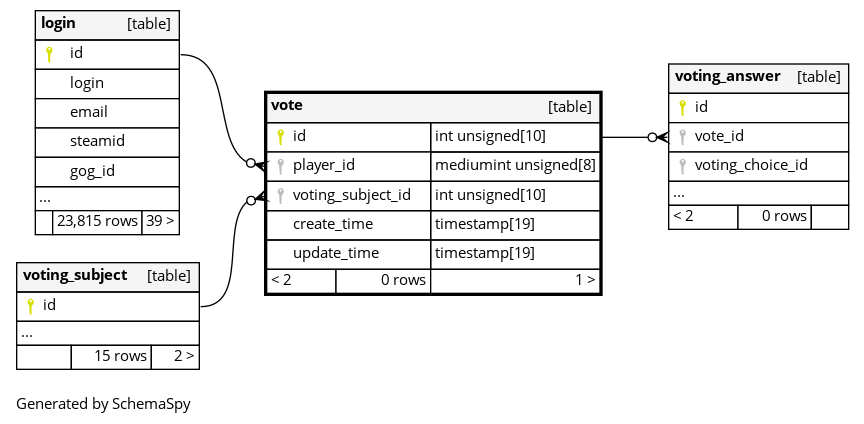 login [table]
id
login
email
steamid
gog_id
...
23,815 rows 39 >
voting_subject [table]
id
...
15 rows 2 >
vote [table]
id int unsigned[10]
player_id mediumint unsigned[8]
voting_subject_id int unsigned[10]
create_time timestamp[19]
update_time timestamp[19]
< 2 0 rows 1 >
voting_answer [table]
id
vote_id
voting_choice_id
...
< 2 0 rows
Generated by SchemaSpy